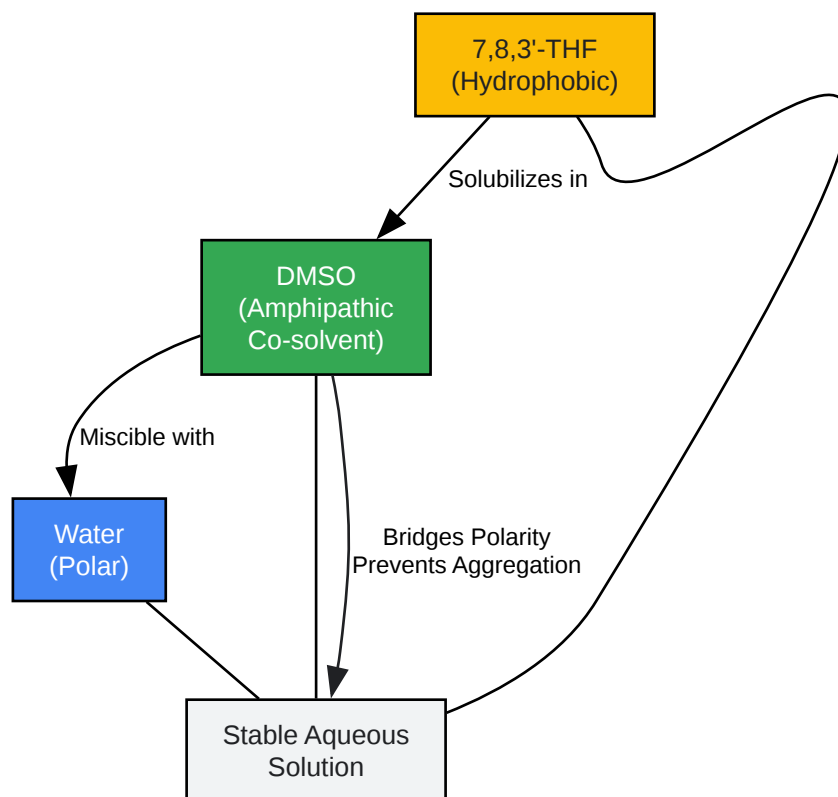 7,8,3'-THF
(Hydrophobic)
Solubilizes in
DMSO
(Amphipathic
Co-solvent)
Miscible with
Water
(Polar)
Bridges Polarity
Prevents Aggregation
Stable Aqueous
Solution